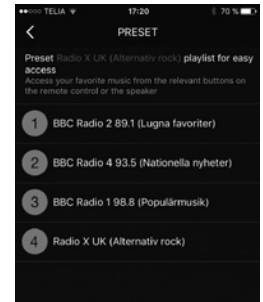 TELIA 17:20 70 %
PRESET
Preset Radio X UK (Alternativ rock) playlist for easy
access
Access your favorite music from the relevant buttons on
the remote control or the speaker
1 BBC Radio 2 89.1 (Lugna favoriter)
2 BBC Radio 4 93.5 (Nationella nyheter)
3 BBC Radio 1 98.8 (Populärmusik)
4 Radio X UK (Alternativ rock)